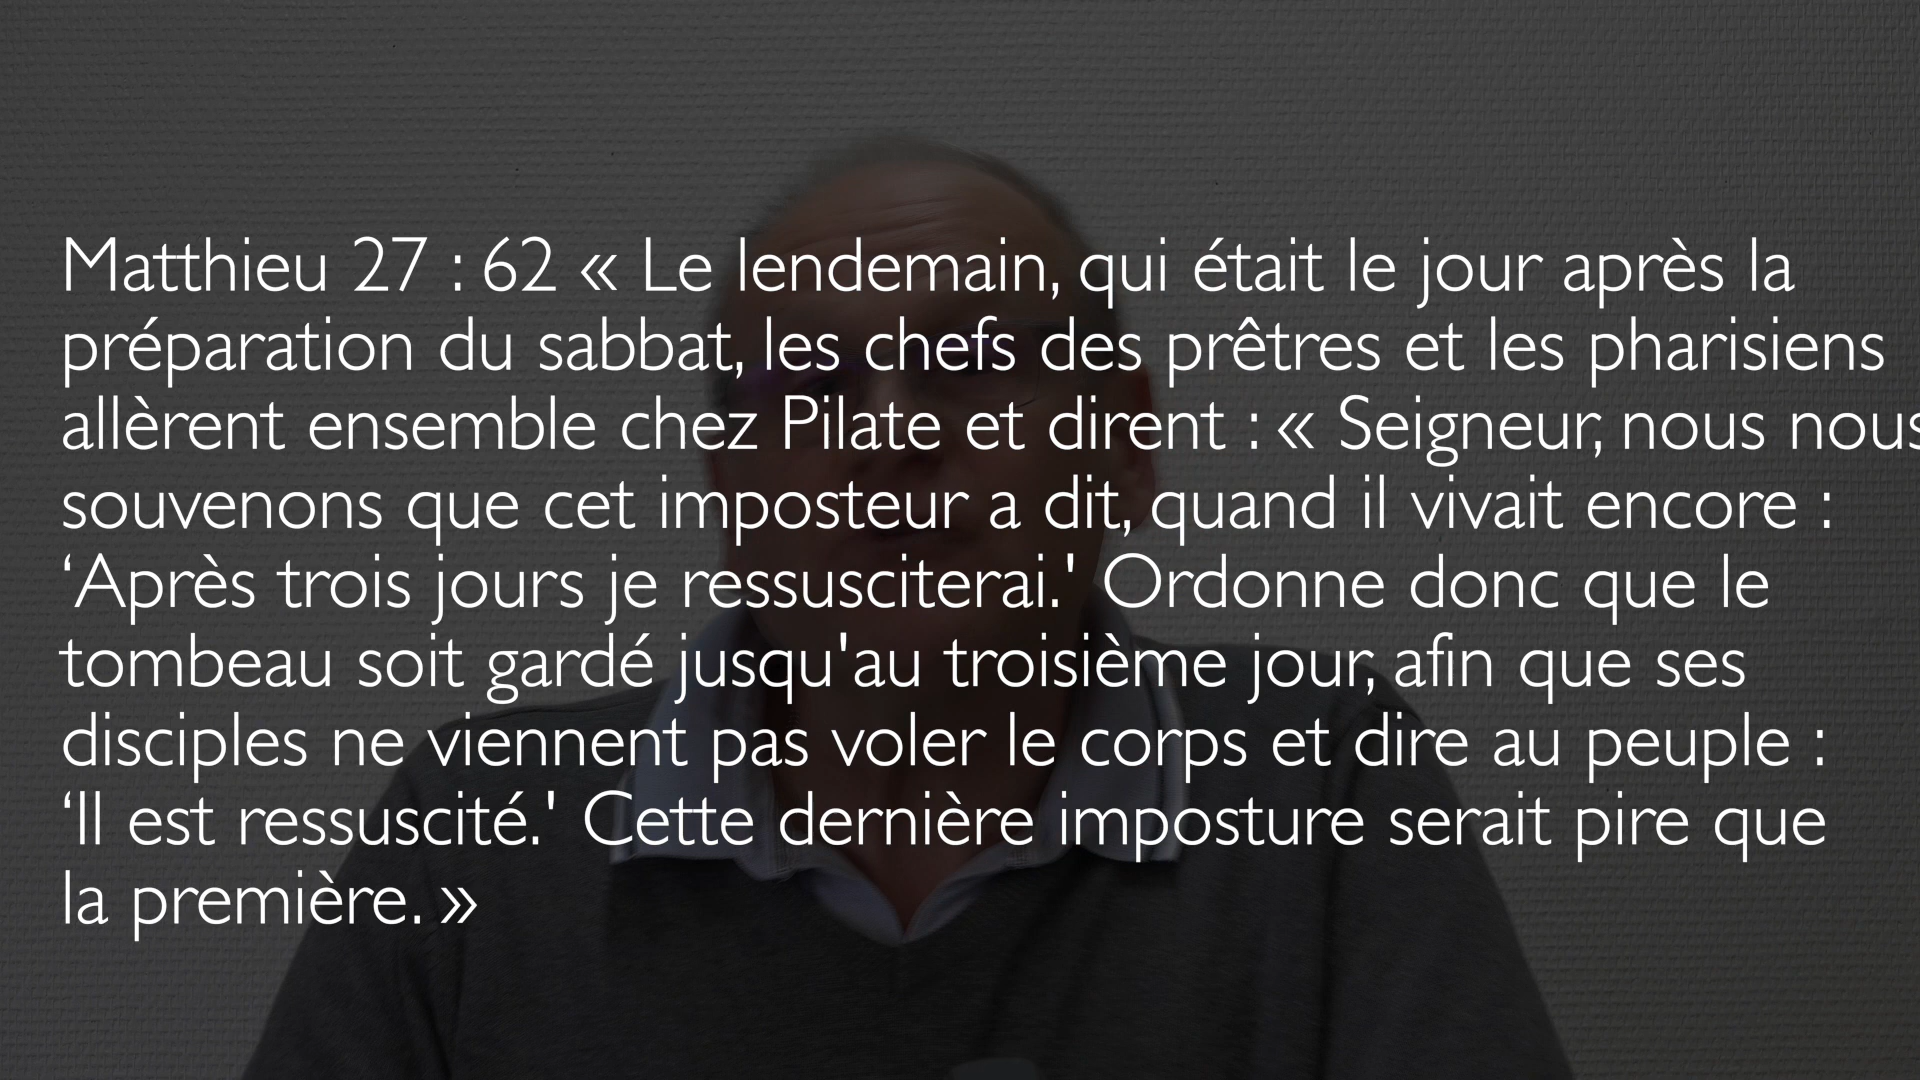 Matthieu 27 : 62 « Le lendemain, qui était le jour après la
préparation du sabbat, les chefs des prêtres et les pharisiens
allèrent ensemble chez Pilate et dirent : « Seigneur, nous nous
souvenons que cet imposteur a dit, quand il vivait encore :
‘Après trois jours je ressusciterai.' Ordonne donc que le
tombeau soit gardé jusqu'au troisième jour, afin que ses
disciples ne viennent pas voler le corps et dire au peuple :
‘Il est ressuscité.' Cette dernière imposture serait pire que
la première. »